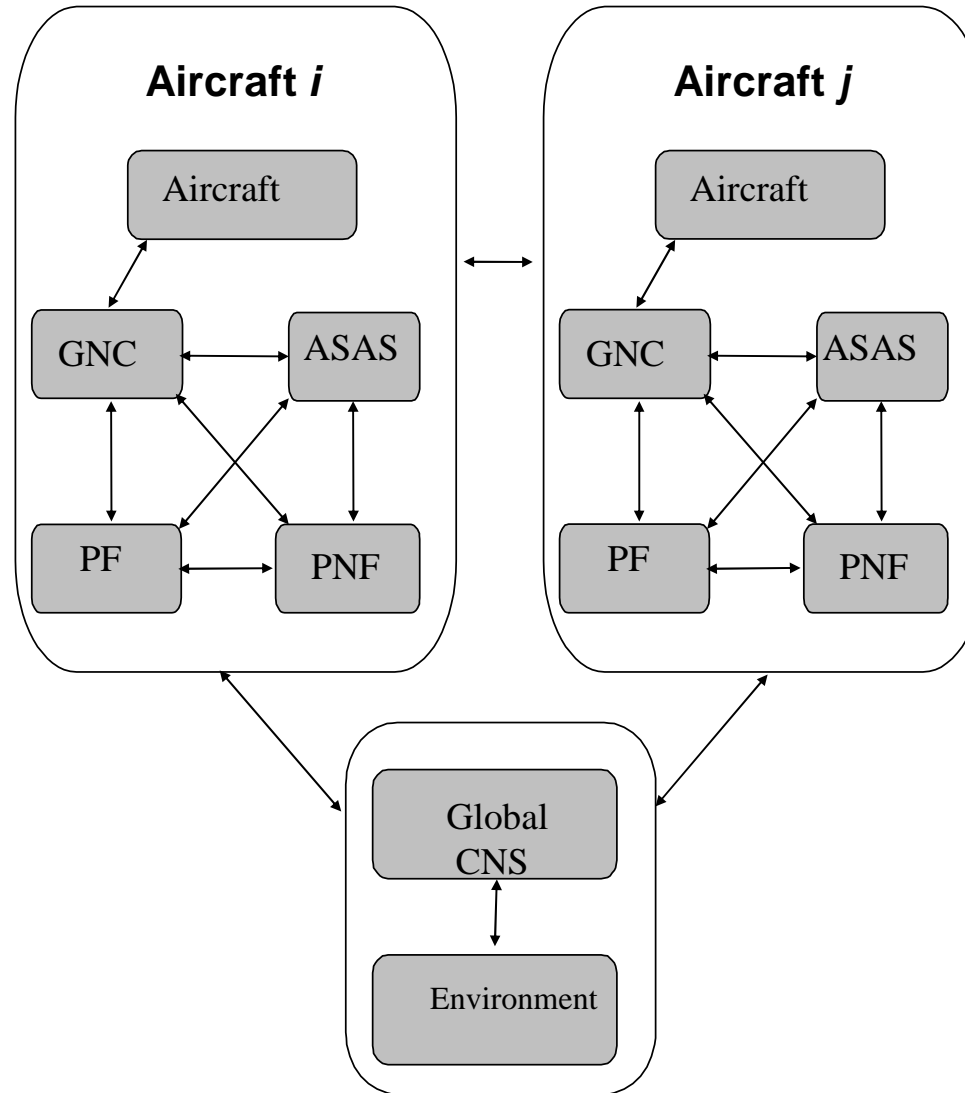 Aircraft i
Aircraft
GNC
ASAS
PF
PNF
Aircraft j
Aircraft
GNC
ASAS
PF
PNF
Global
CNS
Environment